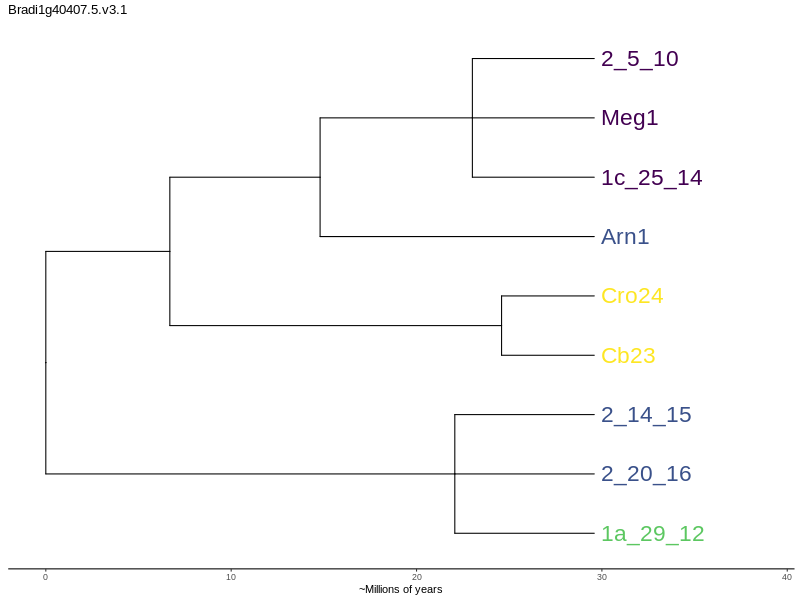 Bradi1g40407.5.v3.1
2_5_10
Meg1
1c_25_14
Arn1
Cro24
Cb23
2_14_15
2_20_16
1a_29_12
0 10 20 30 40
~Millions of years